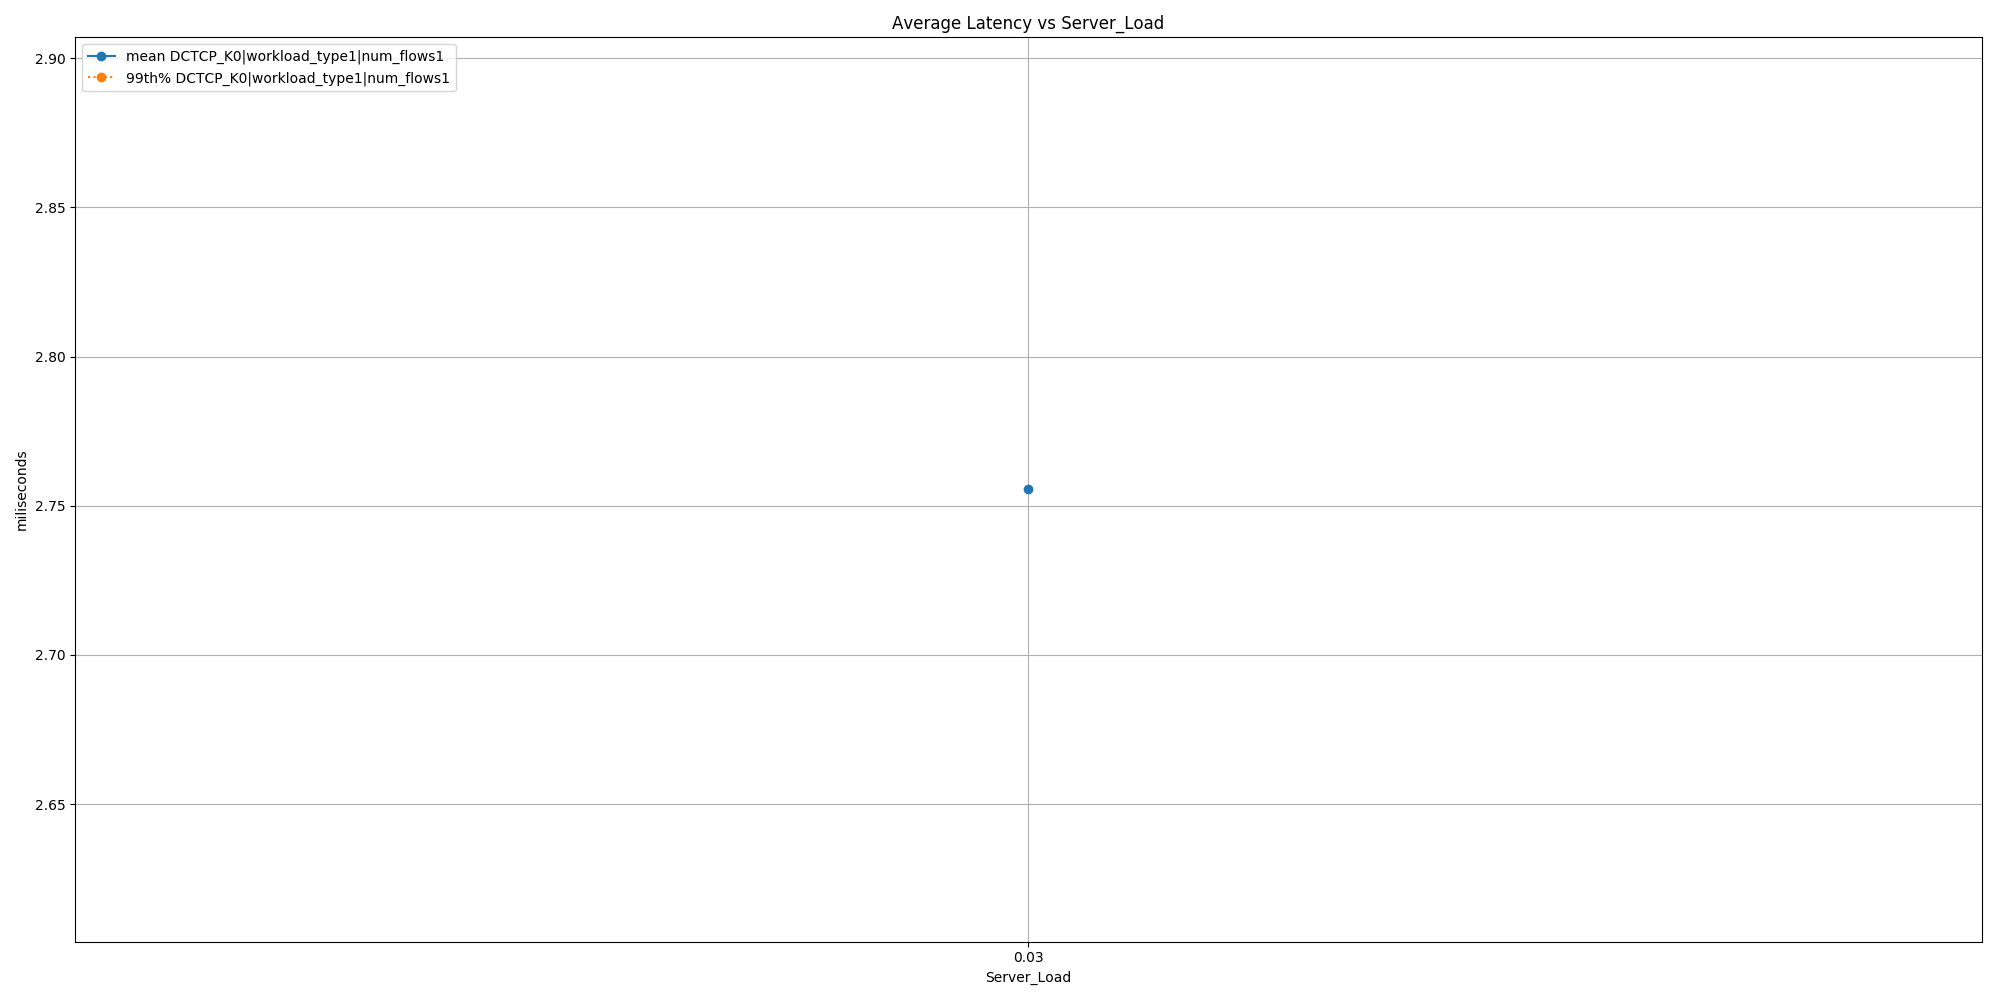 Average Latency vs Server_Load
mean DCTCP_K0|workload_type1|num_flows1
99th% DCTCP_K0|workload_type1|num_flows1
2.90
2.85
2.80
2.75
2.70
2.65
miliseconds
0.03
Server_Load